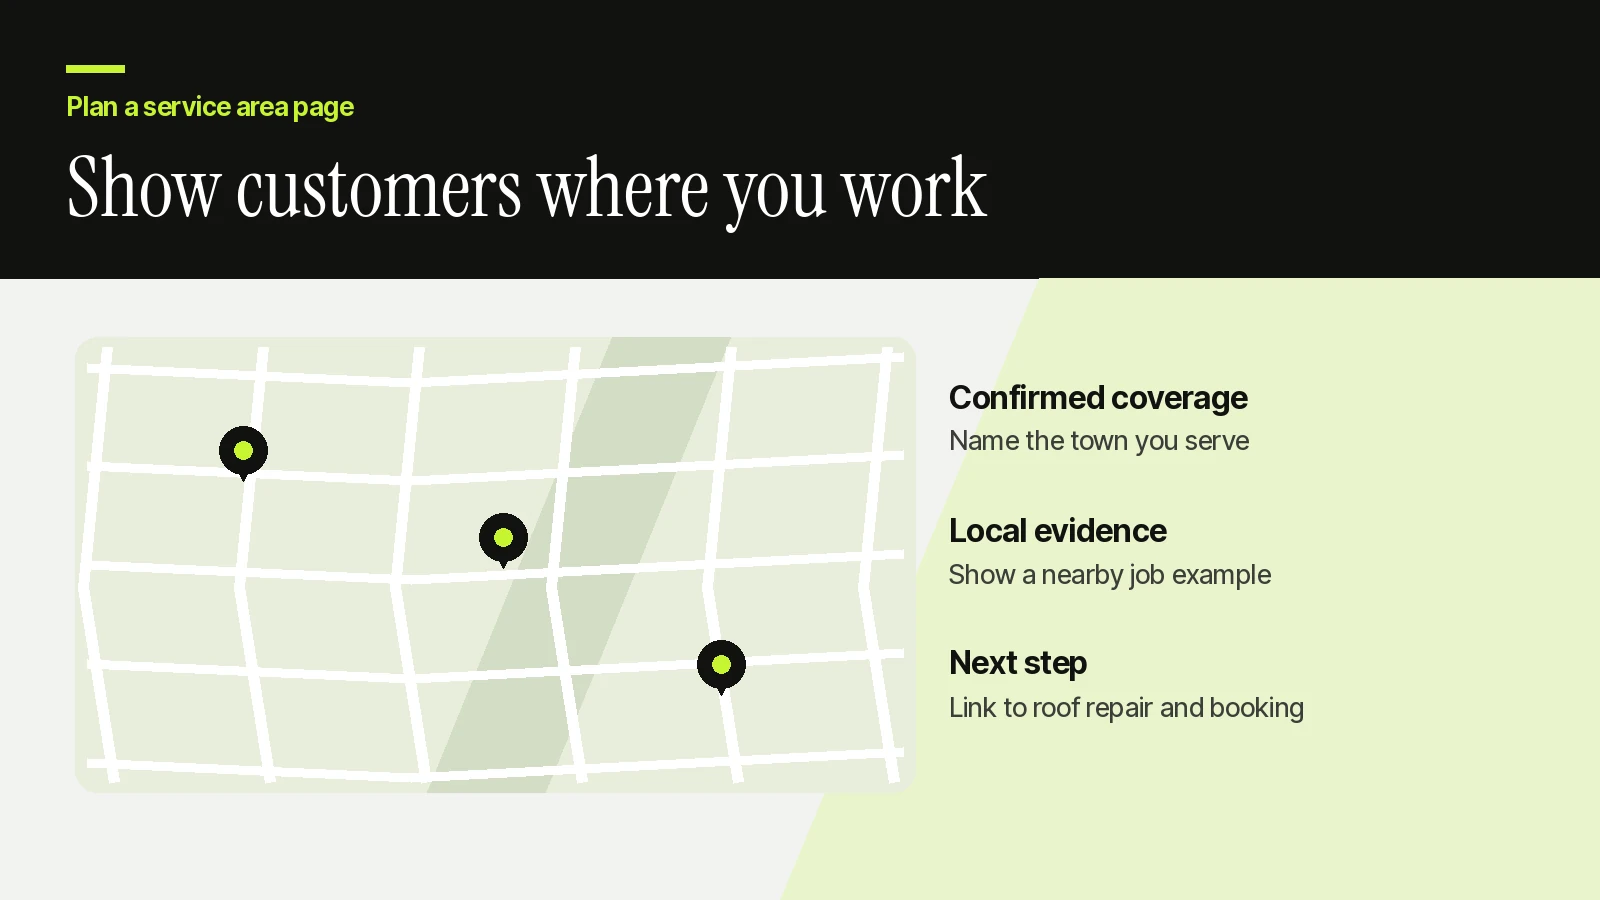 Plan a service area page
Show customers where you work
Confirmed coverage
Name the town you serve
Local evidence
Show a nearby job example
Next step
Link to roof repair and booking